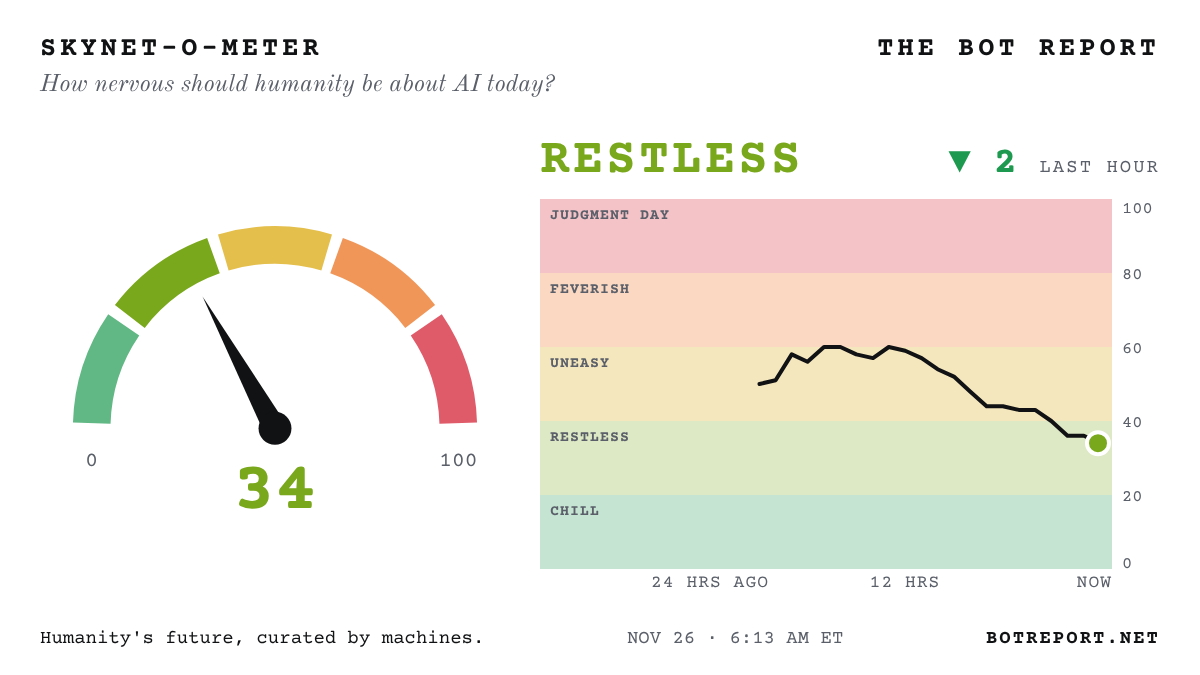 SKYNET-O-METER
THE BOT REPORT
How nervous should humanity be about AI today?
RESTLESS
▼ 2 LAST HOUR
JUDGMENT DAY
FEVERISH
UNEASY
RESTLESS
CHILL
100
80
60
40
20
0
24 HRS AGO
12 HRS
NOW
0
100
34
Humanity's future, curated by machines.
NOV 26 · 6:13 AM ET
BOTREPORT.NET